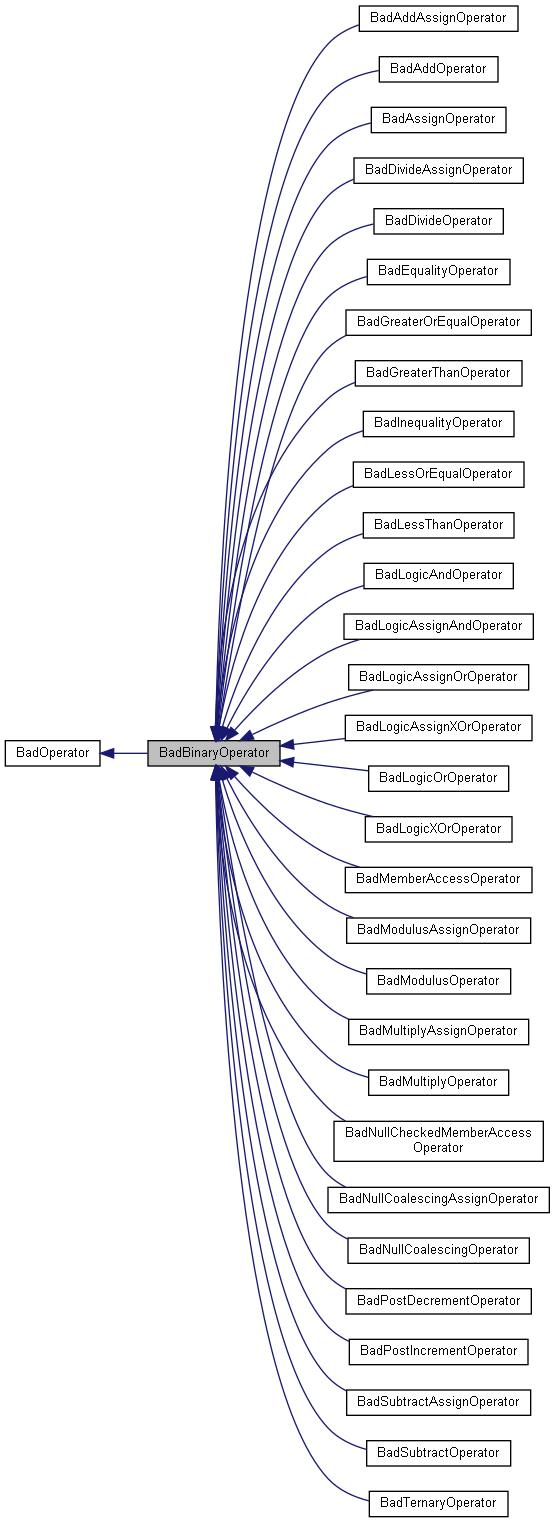 BadAddAssignOperator
BadAddOperator
BadAssignOperator
BadDivideAssignOperator
BadDivideOperator
BadEqualityOperator
BadGreaterOrEqualOperator
BadGreaterThanOperator
BadInequalityOperator
BadLessOrEqualOperator
BadLessThanOperator
BadLogicAndOperator
BadLogicAssignAndOperator
BadLogicAssignOrOperator
BadLogicAssignXOrOperator
BadOperator
BadBinaryOperator
BadLogicOrOperator
BadLogicXOrOperator
BadMemberAccessOperator
BadModulusAssignOperator
BadModulusOperator
BadMultiplyAssignOperator
BadMultiplyOperator
BadNullCheckedMemberAccess
Operator
BadNullCoalescingAssignOperator
BadNullCoalescingOperator
BadPostDecrementOperator
BadPostIncrementOperator
BadSubtractAssignOperator
BadSubtractOperator
BadTernaryOperator